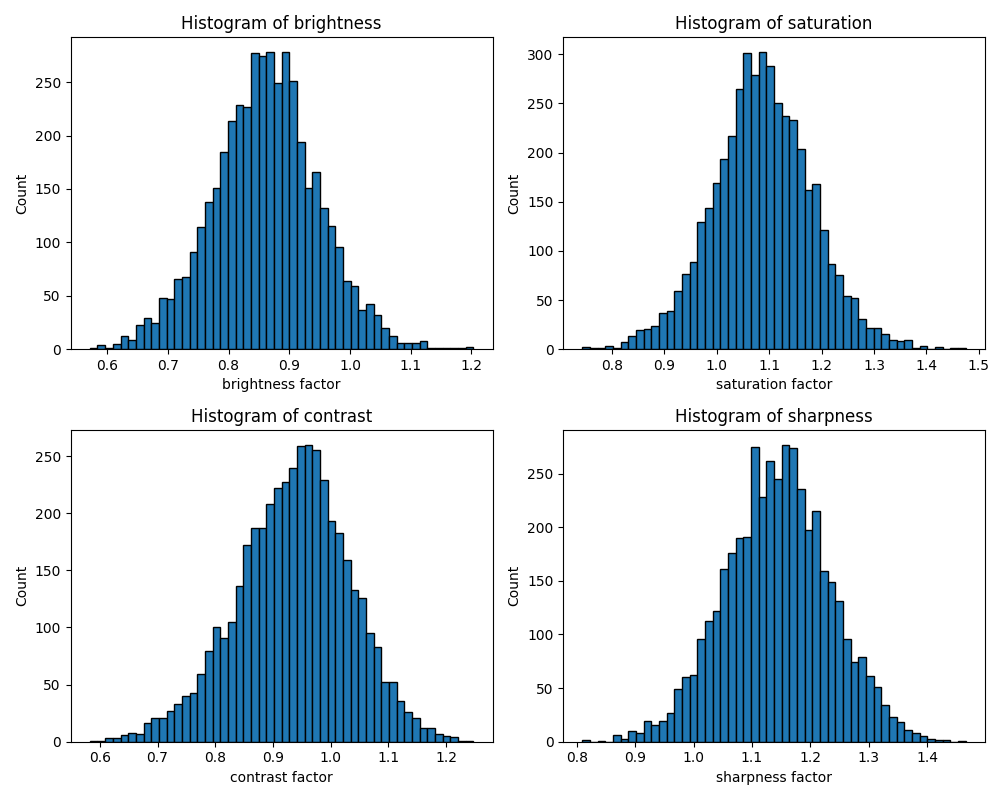 Histogram of brightness
250
200
150
100
50
0
Count
0.6 0.7 0.8 0.9 1.0 1.1 1.2
brightness factor
Histogram of saturation
300
250
200
150
100
50
0
Count
0.8 0.9 1.0 1.1 1.2 1.3 1.4 1.5
saturation factor
Histogram of contrast
250
200
150
100
50
0
Count
0.6 0.7 0.8 0.9 1.0 1.1 1.2
contrast factor
Histogram of sharpness
250
200
150
100
50
0
Count
0.8 0.9 1.0 1.1 1.2 1.3 1.4
sharpness factor